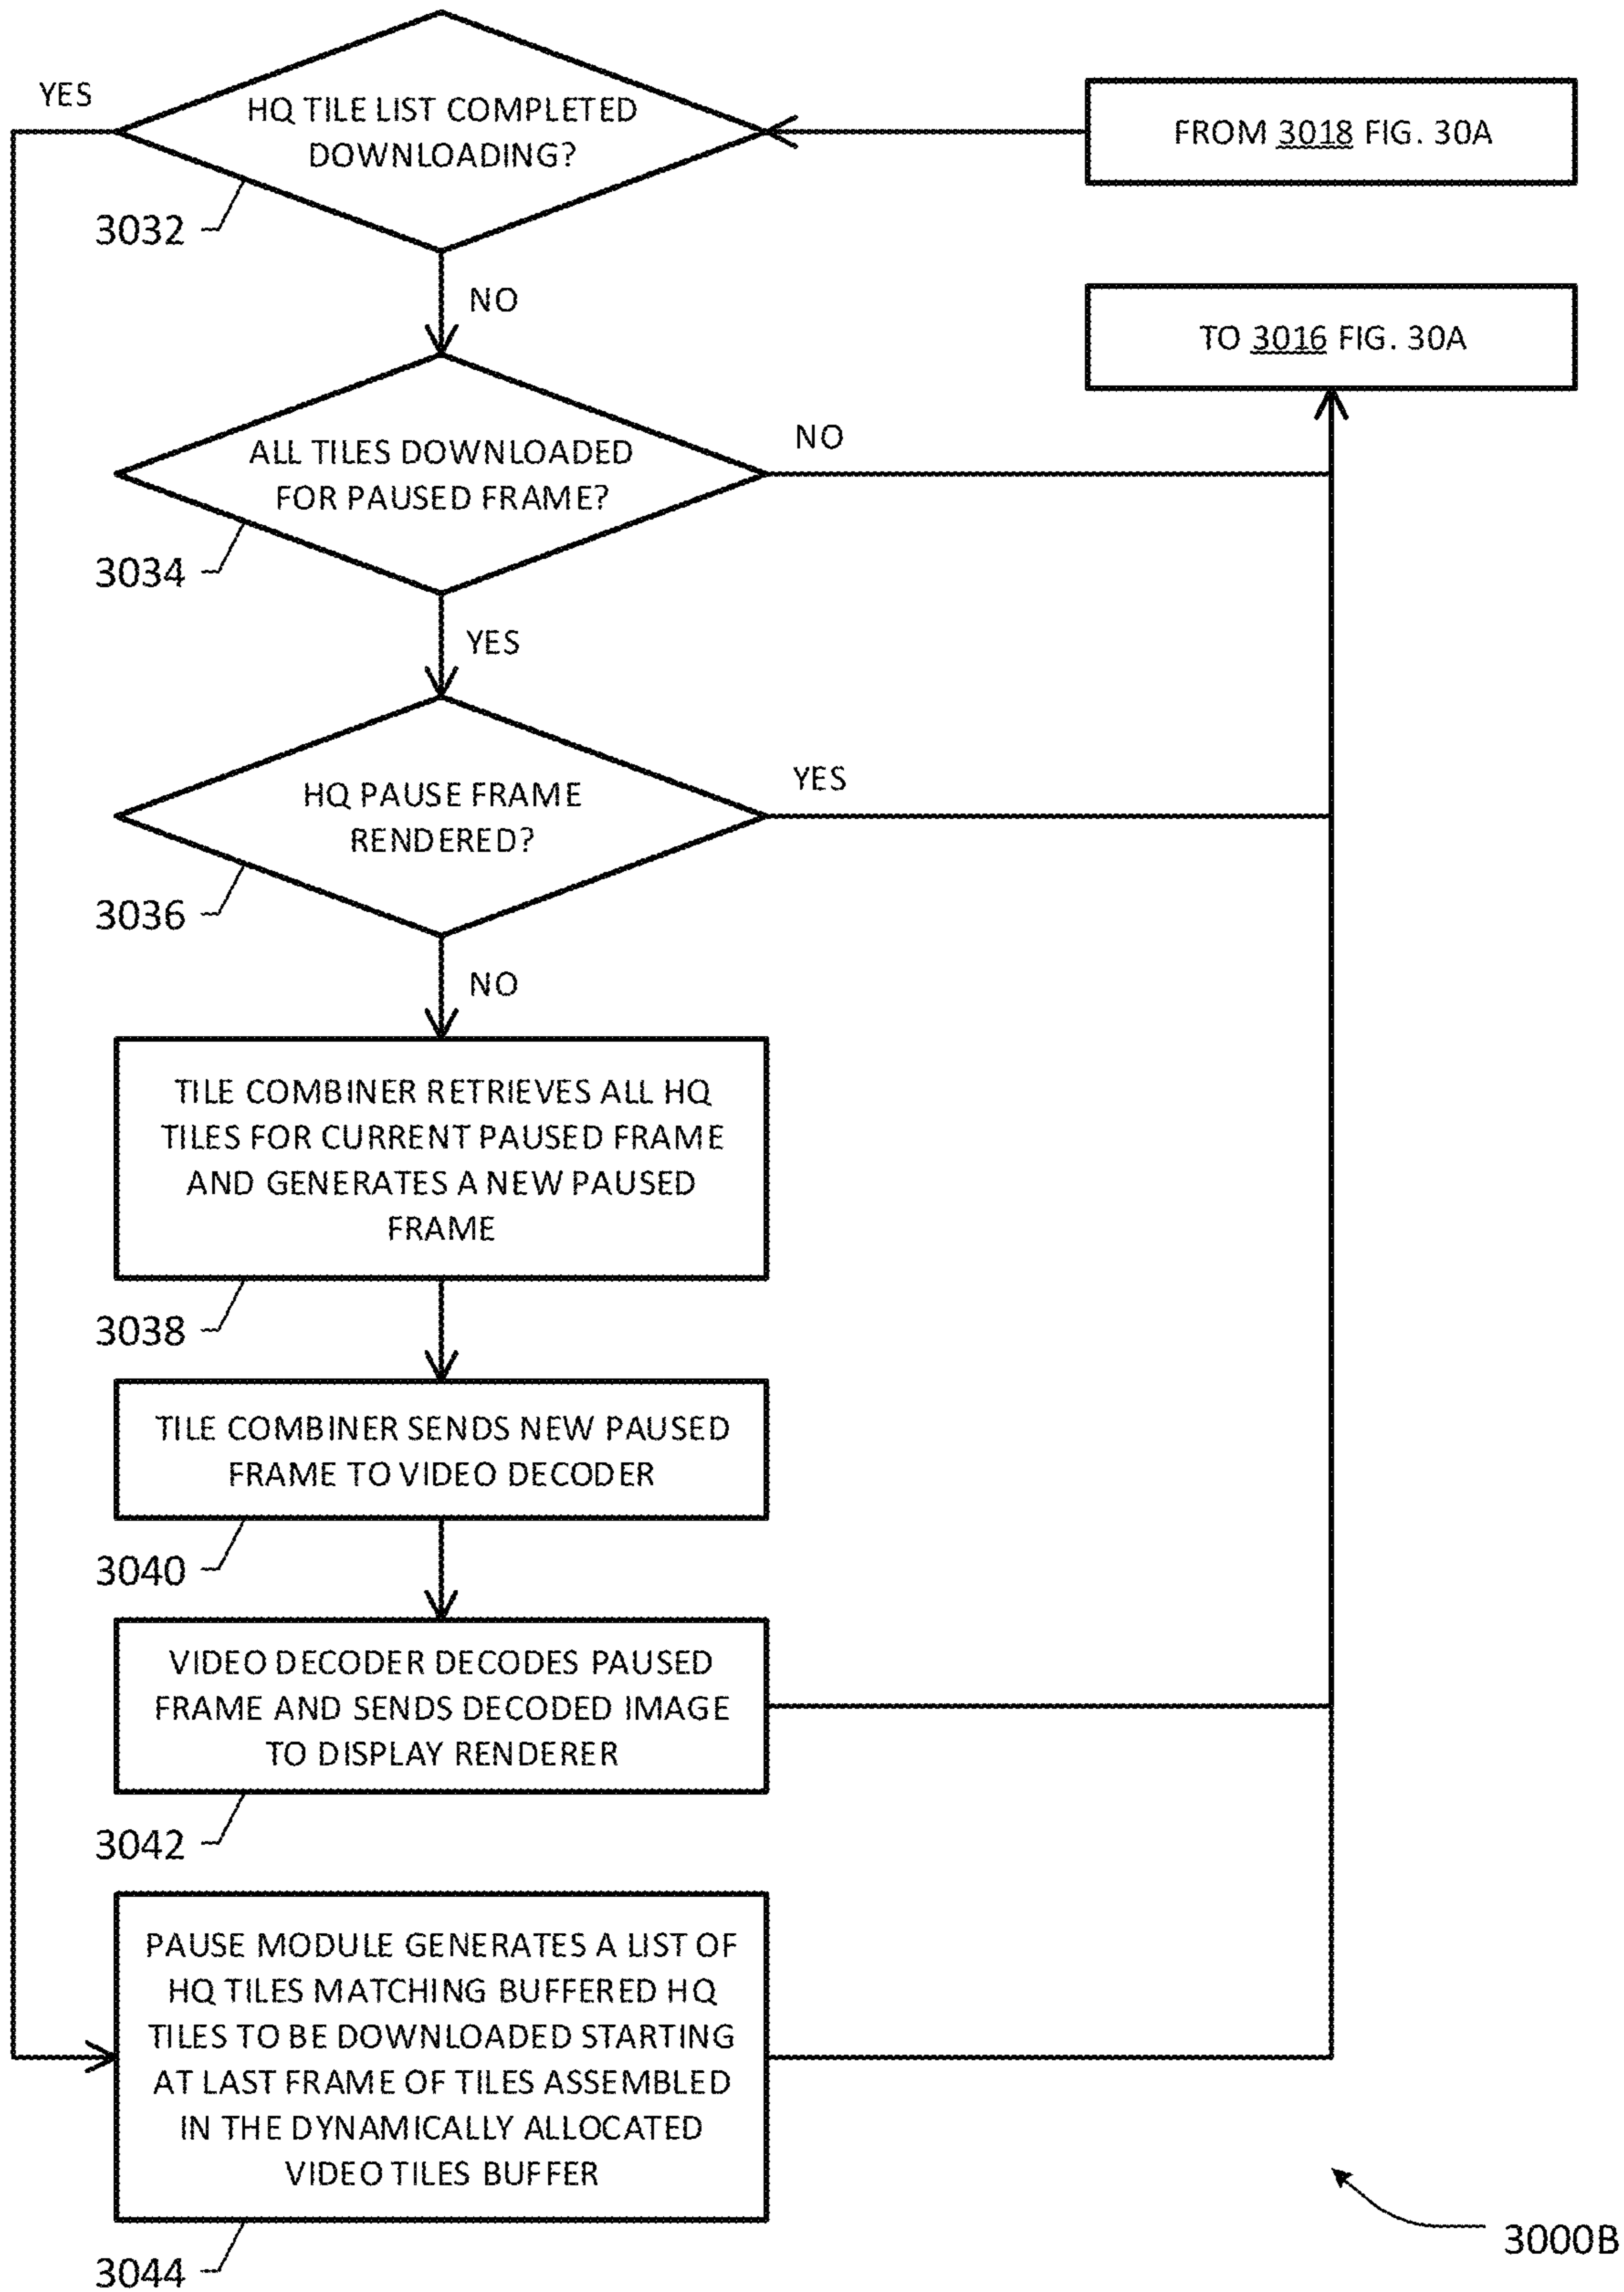 YES
HQ TILE LIST COMPLETED
DOWNLOADING?
FROM 3018 FIG. 30A
3032
NO
TO 3016 FIG. 30A
ALL TILES DOWNLOADED
FOR PAUSED FRAME?
NO
3034
YES
HQ PAUSE FRAME
RENDERED?
YES
3036
NO
TILE COMBINER RETRIEVES ALL HQ
TILES FOR CURRENT PAUSED FRAME
AND GENERATES A NEW PAUSED
FRAME
3038
TILE COMBINER SENDS NEW PAUSED
FRAME TO VIDEO DECODER
3040
VIDEO DECODER DECODES PAUSED
FRAME AND SENDS DECODED IMAGE
TO DISPLAY RENDERER
3042
PAUSE MODULE GENERATES A LIST OF
HQ TILES MATCHING BUFFERED HQ
TILES TO BE DOWNLOADED STARTING
AT LAST FRAME OF TILES ASSEMBLED
IN THE DYNAMICALLY ALLOCATED
VIDEO TILES BUFFER
3044
3000B